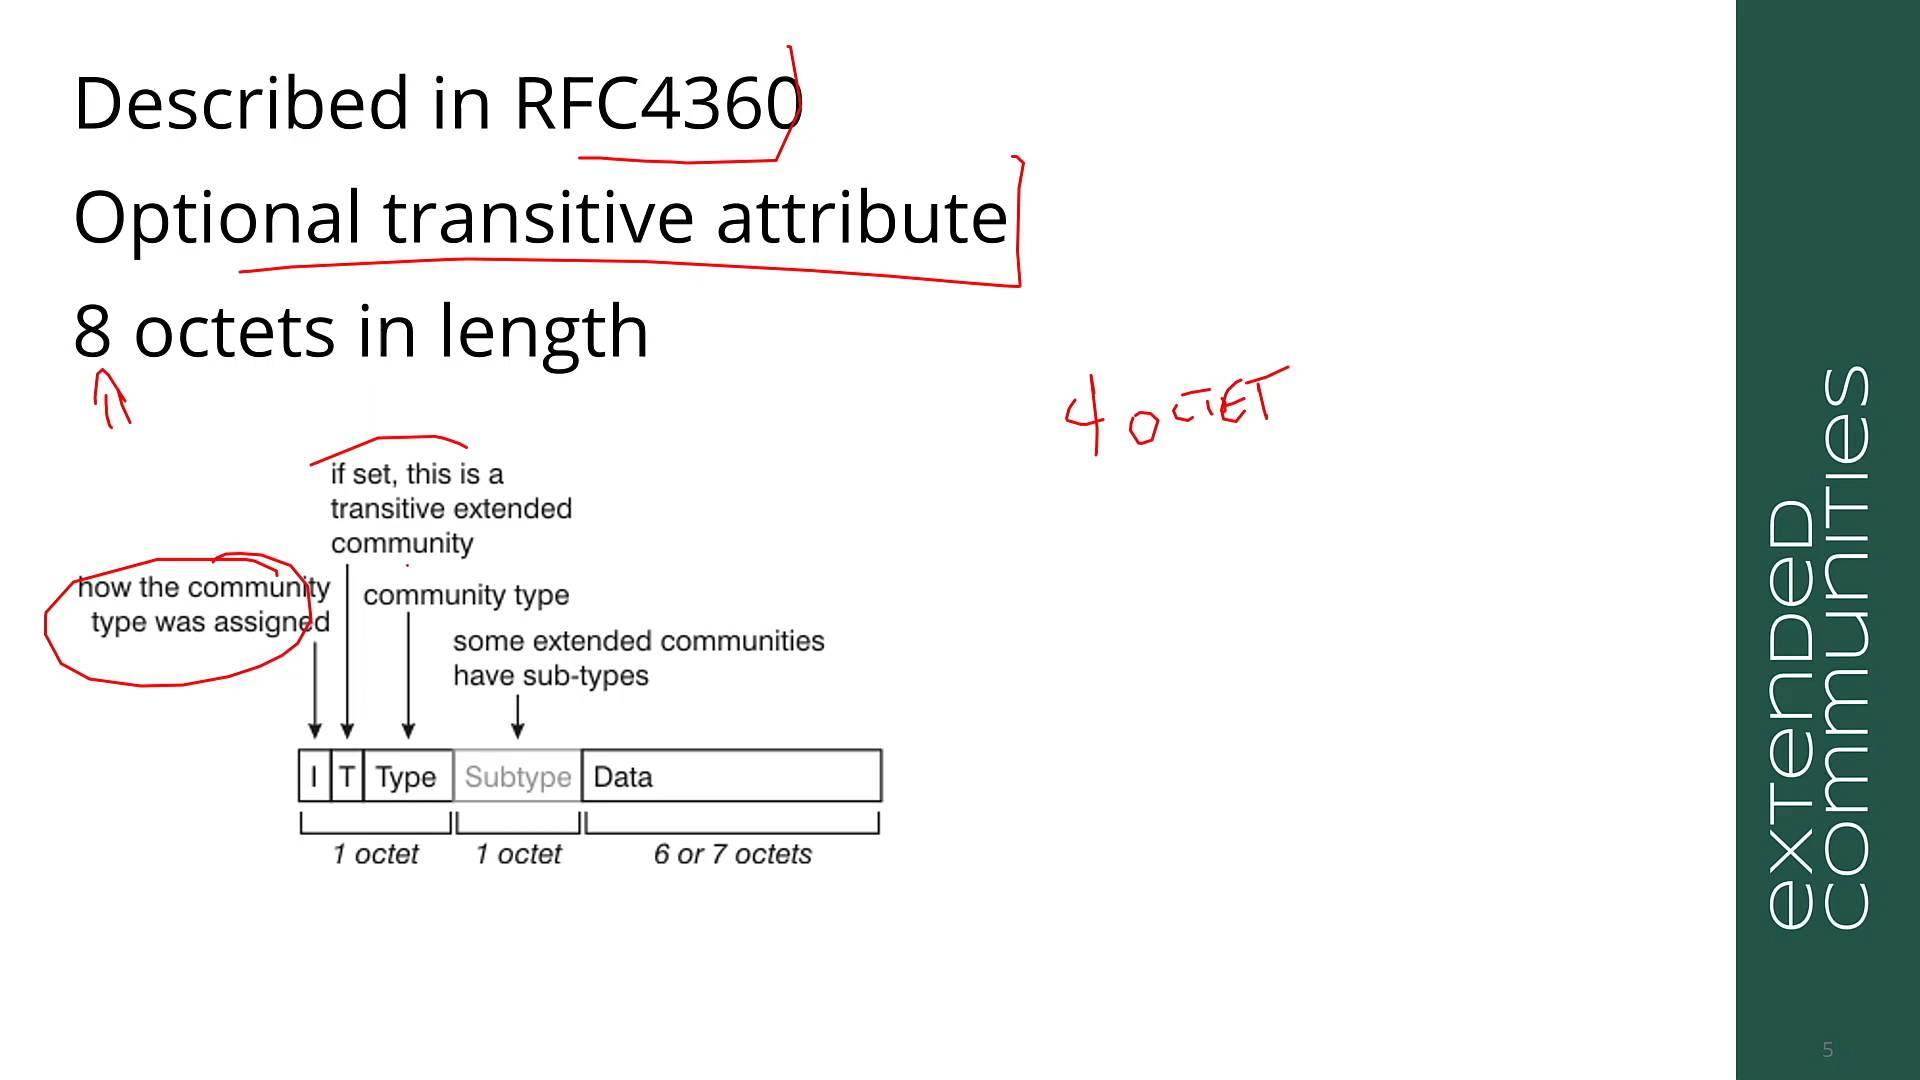 Described in RFC4360
Optional transitive attribute
8 octets in length
4 OCTET
if set, this is a
transitive extended
community
how the community
type was assigned
community type
some extended communities
have sub-types
I T Type Subtype Data
1 octet 1 octet 6 or 7 octets
extended
communities
5